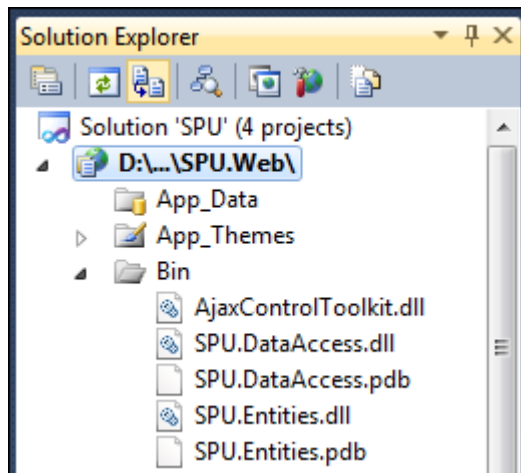 Solution Explorer
Solution 'SPU' (4 projects)
D:\...\SPU.Web\
App_Data
App_Themes
Bin
AjaxControlToolkit.dll
SPU.DataAccess.dll
SPU.DataAccess.pdb
SPU.Entities.dll
SPU.Entities.pdb